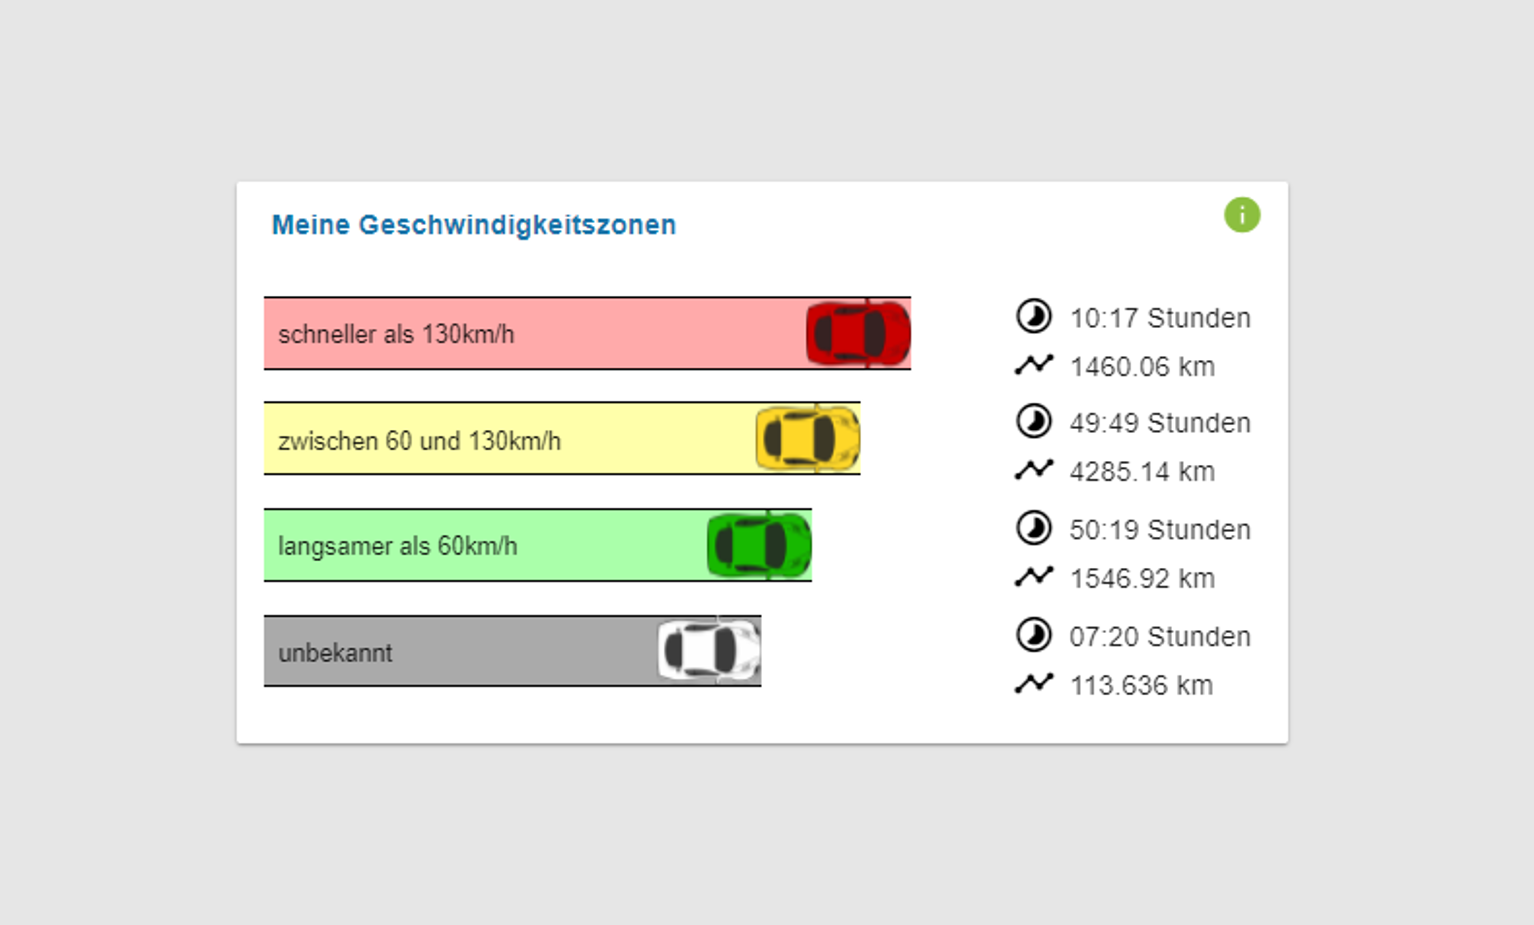 Meine Geschwindigkeitszonen
i
schneller als 130km/h
10:17 Stunden
1460.06 km
zwischen 60 und 130km/h
49:49 Stunden
4285.14 km
langsamer als 60km/h
50:19 Stunden
1546.92 km
unbekannt
07:20 Stunden
113.636 km